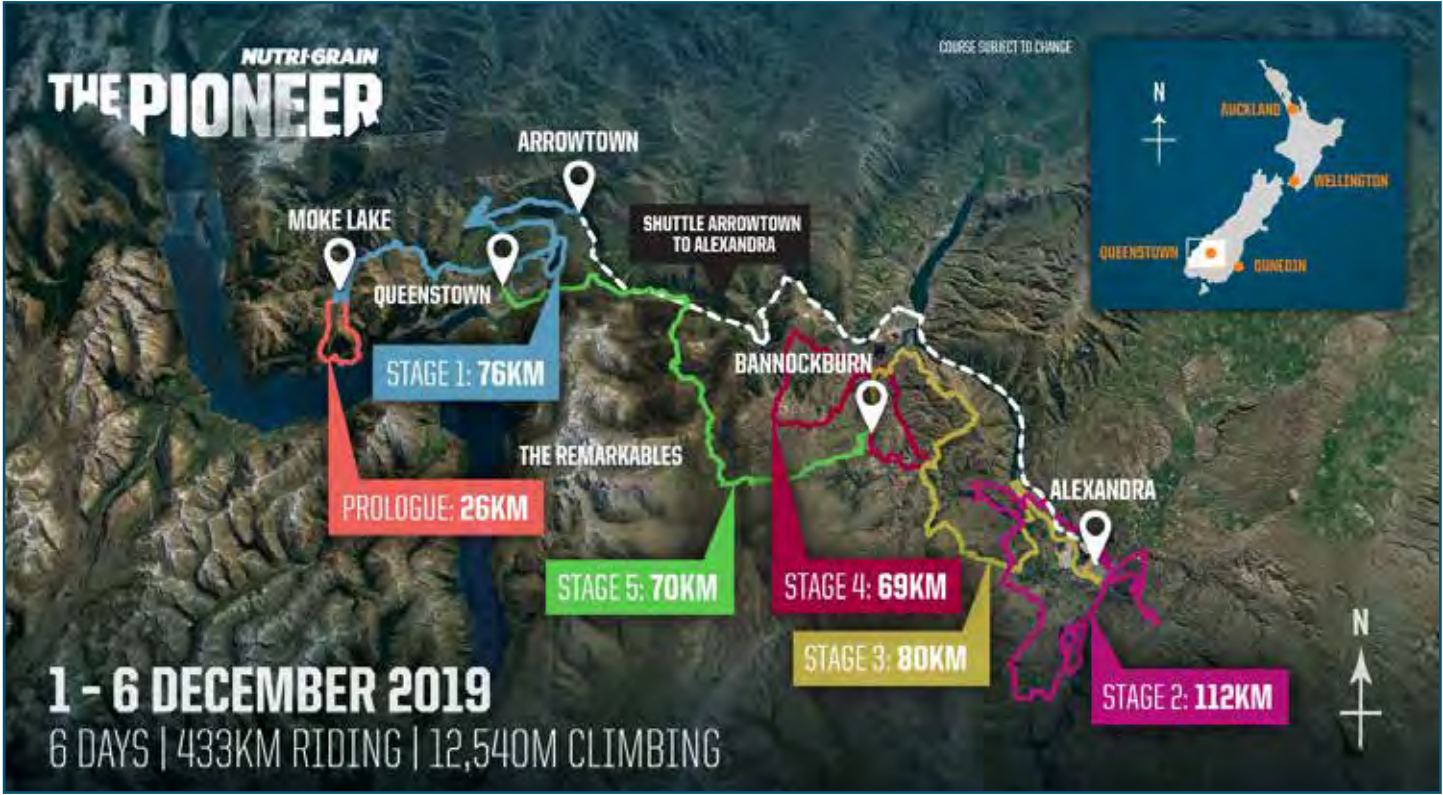 NUTRI-GRAIN
THE PIONEER
COURSE SUBJECT TO CHANGE
N
AUCKLAND
WELLINGTON
QUEENSTOWN
DUNEDIN
ARROWTOWN
MOKE LAKE
SHUTTLE ARROWTOWN
TO ALEXANDRA
QUEENSTOWN
STAGE 1: 76KM
BANNOCKBURN
THE REMARKABLES
ALEXANDRA
PROLOGUE: 26KM
STAGE 5: 70KM
STAGE 4: 69KM
STAGE 3: 80KM
STAGE 2: 112KM
N
1 - 6 DECEMBER 2019
6 DAYS | 433KM RIDING | 12,540M CLIMBING